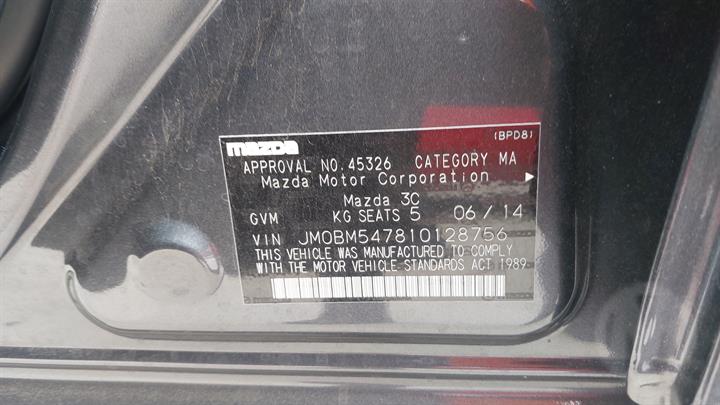 mazda (BPD8)
APPROVAL NO.45326 CATEGORY MA
Mazda Motor Corporation
Mazda 3C
GVM KG SEATS 5 06/14
VIN JM0BM547810128756
THIS VEHICLE WAS MANUFACTURED TO COMPLY
WITH THE MOTOR VEHICLE STANDARDS ACT 1989